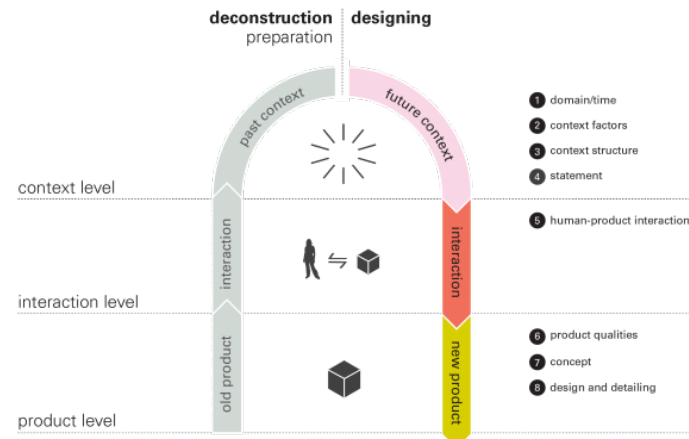 deconstruction designing
preparation
past context
future context
1 domain/time
2 context factors
3 context structure
4 statement
context level
5 human-product interaction
interaction
interaction
interaction level
6 product qualities
7 concept
8 design and detailing
old product
new product
product level